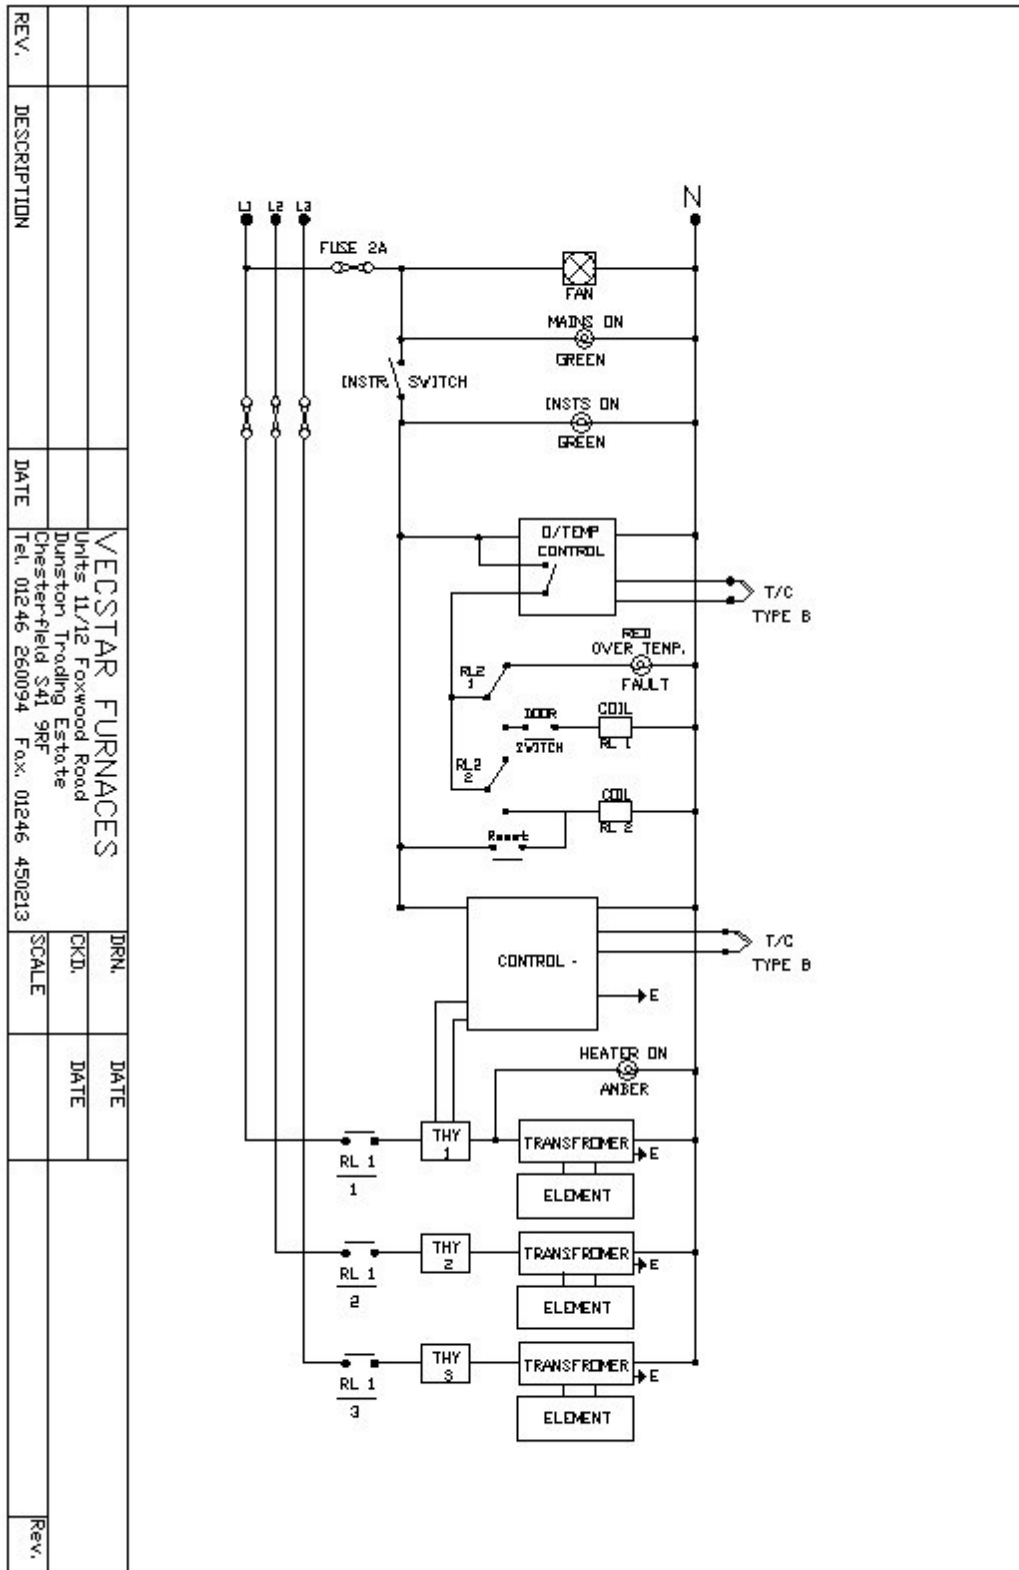 N
L1 L2 L3
FUSE 2A
FAN
MAINS ON
GREEN
INSTR. SWITCH
INSTS ON
GREEN
O/TEMP
CONTROL
T/C
TYPE B
RED
OVER TEMP.
FAULT
RL2
1
DOOR
SWITCH
COIL
RL 1
RL2
2
COIL
RL 2
Reset
CONTROL -
T/C
TYPE B
E
HEATER ON
AMBER
THY
1
TRANSFROMER
E
RL 1
1
ELEMENT
THY
2
TRANSFROMER
E
RL 1
2
ELEMENT
THY
3
TRANSFROMER
E
RL 1
3
ELEMENT
REV. DESCRIPTION DATE
VECSTAR FURNACES
Units 11/12 Foxwood Road
Dunston Trading Estate
Chesterfield S41 9RF
Tel. 01246 260094 Fax. 01246 450213
DRN. DATE
CKD. DATE
SCALE
Rev.